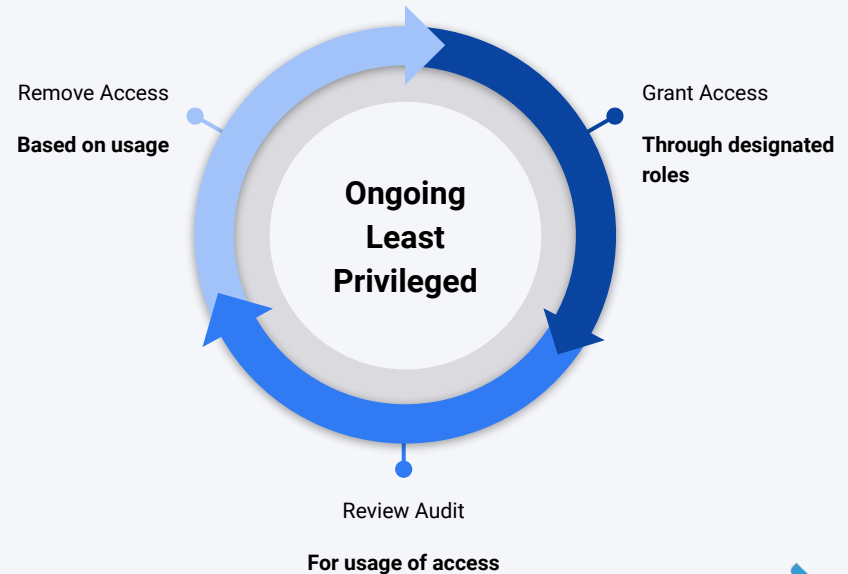 Remove Access
Based on usage
Grant Access
Through designated
roles
Ongoing
Least
Privileged
Review Audit
For usage of access